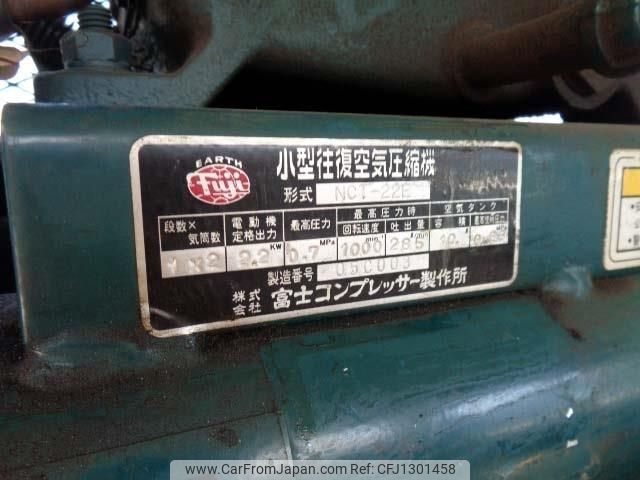 EARTH
Fuji
小型往復空気圧縮機
形式 NCT-22E
段数×気筒数
電動機定格出力
最高圧力
最高圧力時
回転速度
吐出量
空気タンク
容積
1×2
2.2 KW
0.7 MPa
1000
285
10
製造番号 050003
株式会社 富士コンプレッサー製作所
www.CarFromJapan.com - CFJ1301458